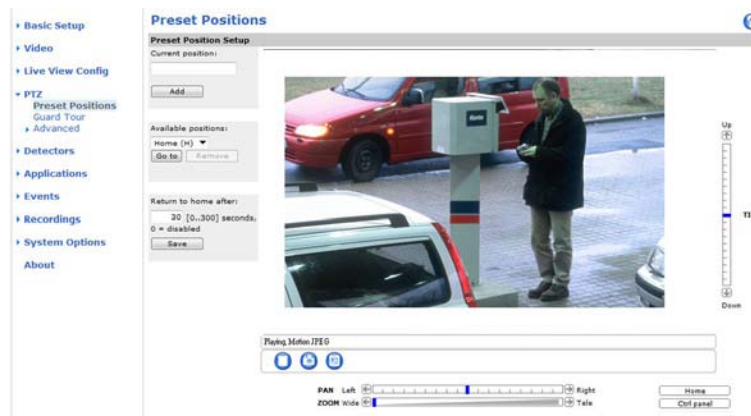 Basic Setup
Video
Live View Config
PTZ
Preset Positions
Guard Tour
Advanced
Detectors
Applications
Events
Recordings
System Options
About
Preset Positions
Preset Position Setup
Current position:
Add
Available positions:
Home (H)
Go to Remove
Return to home after:
30 [0..300] seconds,
0 = disabled
Save
Up
Down
Playing, Motion JPEG
PAN Left Right
ZOOM Wide Tele
Home
Ctrl panel